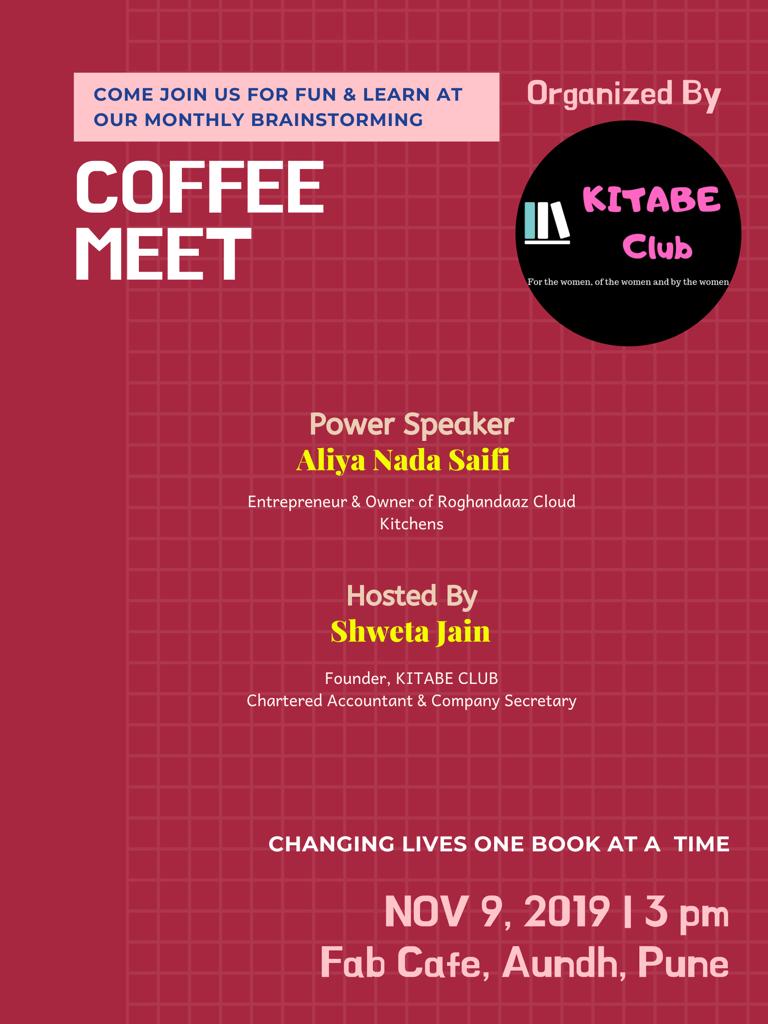 COME JOIN US FOR FUN & LEARN AT
OUR MONTHLY BRAINSTORMING
COFFEE
MEET
Organized By
KITABE
Club
For the women, of the women and by the women
Power Speaker
Aliya Nada Saifi
Entrepreneur & Owner of Roghandaaz Cloud
Kitchens
Hosted By
Shweta Jain
Founder, KITABE CLUB
Chartered Accountant & Company Secretary
CHANGING LIVES ONE BOOK AT A TIME
NOV 9, 2019 | 3 pm
Fab Cafe, Aundh, Pune